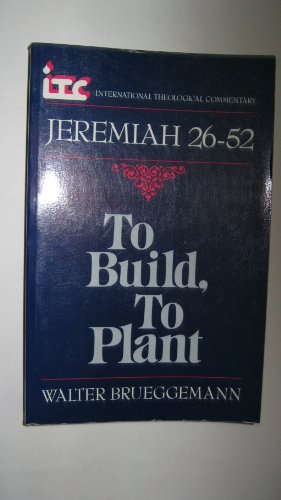 itc INTERNATIONAL THEOLOGICAL COMMENTARY
JEREMIAH 26-52
To
Build,
To
Plant
WALTER BRUEGGEMANN